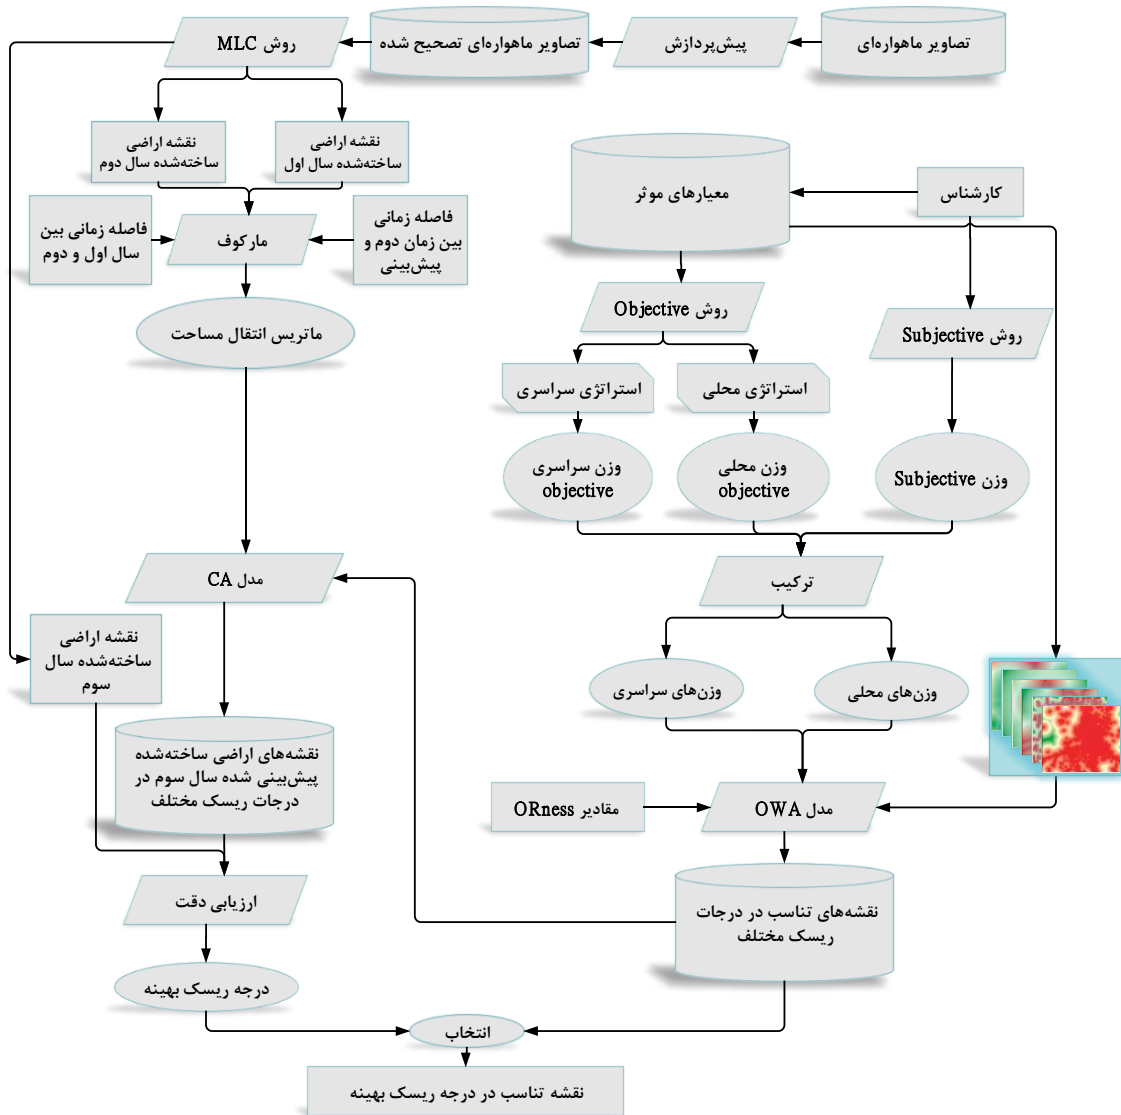 تصاویر ماهواره‌ای
پیش‌پردازش
تصاویر ماهواره‌ای تصحیح شده
روش MLC
نقشه اراضی
ساخته‌شده سال اول
نقشه اراضی
ساخته‌شده سال دوم
فاصله زمانی
بین زمان دوم و
پیش‌بینی
مارکوف
فاصله زمانی بین
سال اول و دوم
ماتریس انتقال مساحت
کارشناس
معیارهای موثر
روش Objective
روش Subjective
استراتژی محلی
استراتژی سراسری
وزن Subjective
وزن محلی
objective
وزن سراسری
objective
ترکیب
وزن‌های محلی
وزن‌های سراسری
مدل OWA
مقادیر ORness
نقشه‌های تناسب در درجات
ریسک مختلف
مدل CA
نقشه اراضی
ساخته‌شده سال
سوم
نقشه‌های اراضی ساخته‌شده
پیش‌بینی شده سال سوم در
درجات ریسک مختلف
ارزیابی دقت
درجه ریسک بهینه
انتخاب
نقشه تناسب در درجه ریسک بهینه